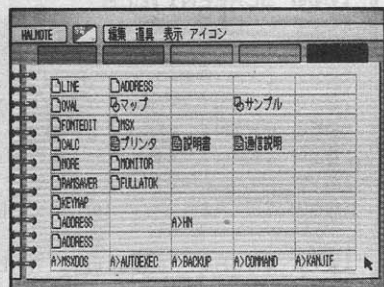 HALNOTE 編集 道具 表示 アイコン
LINE ADDRESS
OVAL マップ サンプル
FONTEDIT MSX
CALC プリンタ 説明書 通信説明
MORE MONITOR
RAMSAVER FULLATOK
KEYMAP
ADDRESS A>HN
ADDRESS
A>MSXDOS A>AUTOEXEC A>BACKUP A>COMMAND A>KANJIF